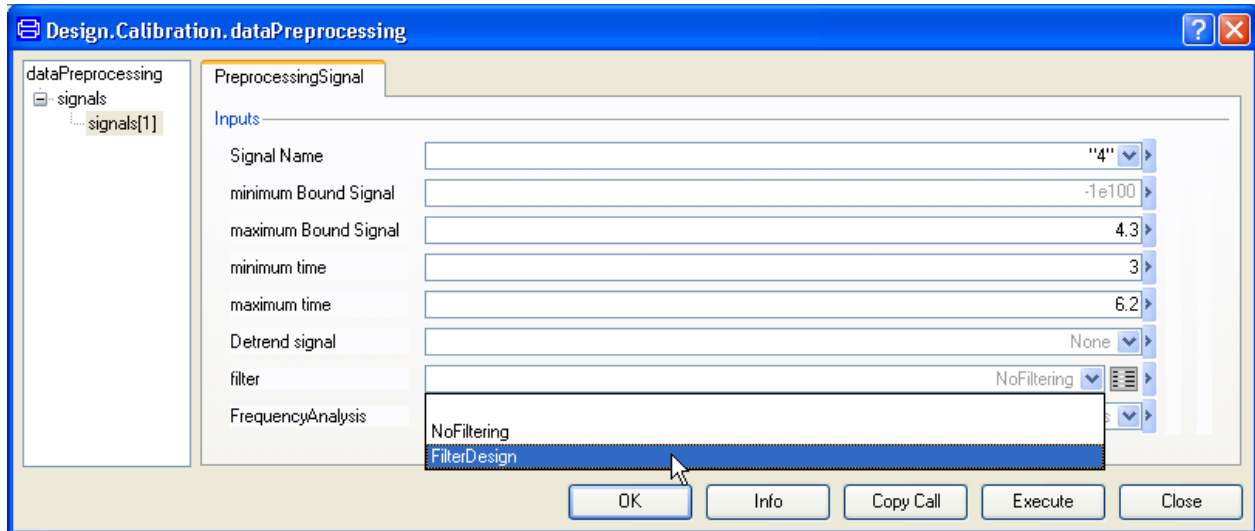 Design.Calibration.dataPreprocessing
dataPreprocessing
signals
signals[1]
PreprocessingSignal
Inputs
Signal Name "4"
minimum Bound Signal -1e100
maximum Bound Signal 4.3
minimum time 3
maximum time 6.2
Detrend signal None
filter NoFiltering
FrequencyAnalysis
NoFiltering
FilterDesign
OK Info Copy Call Execute Close